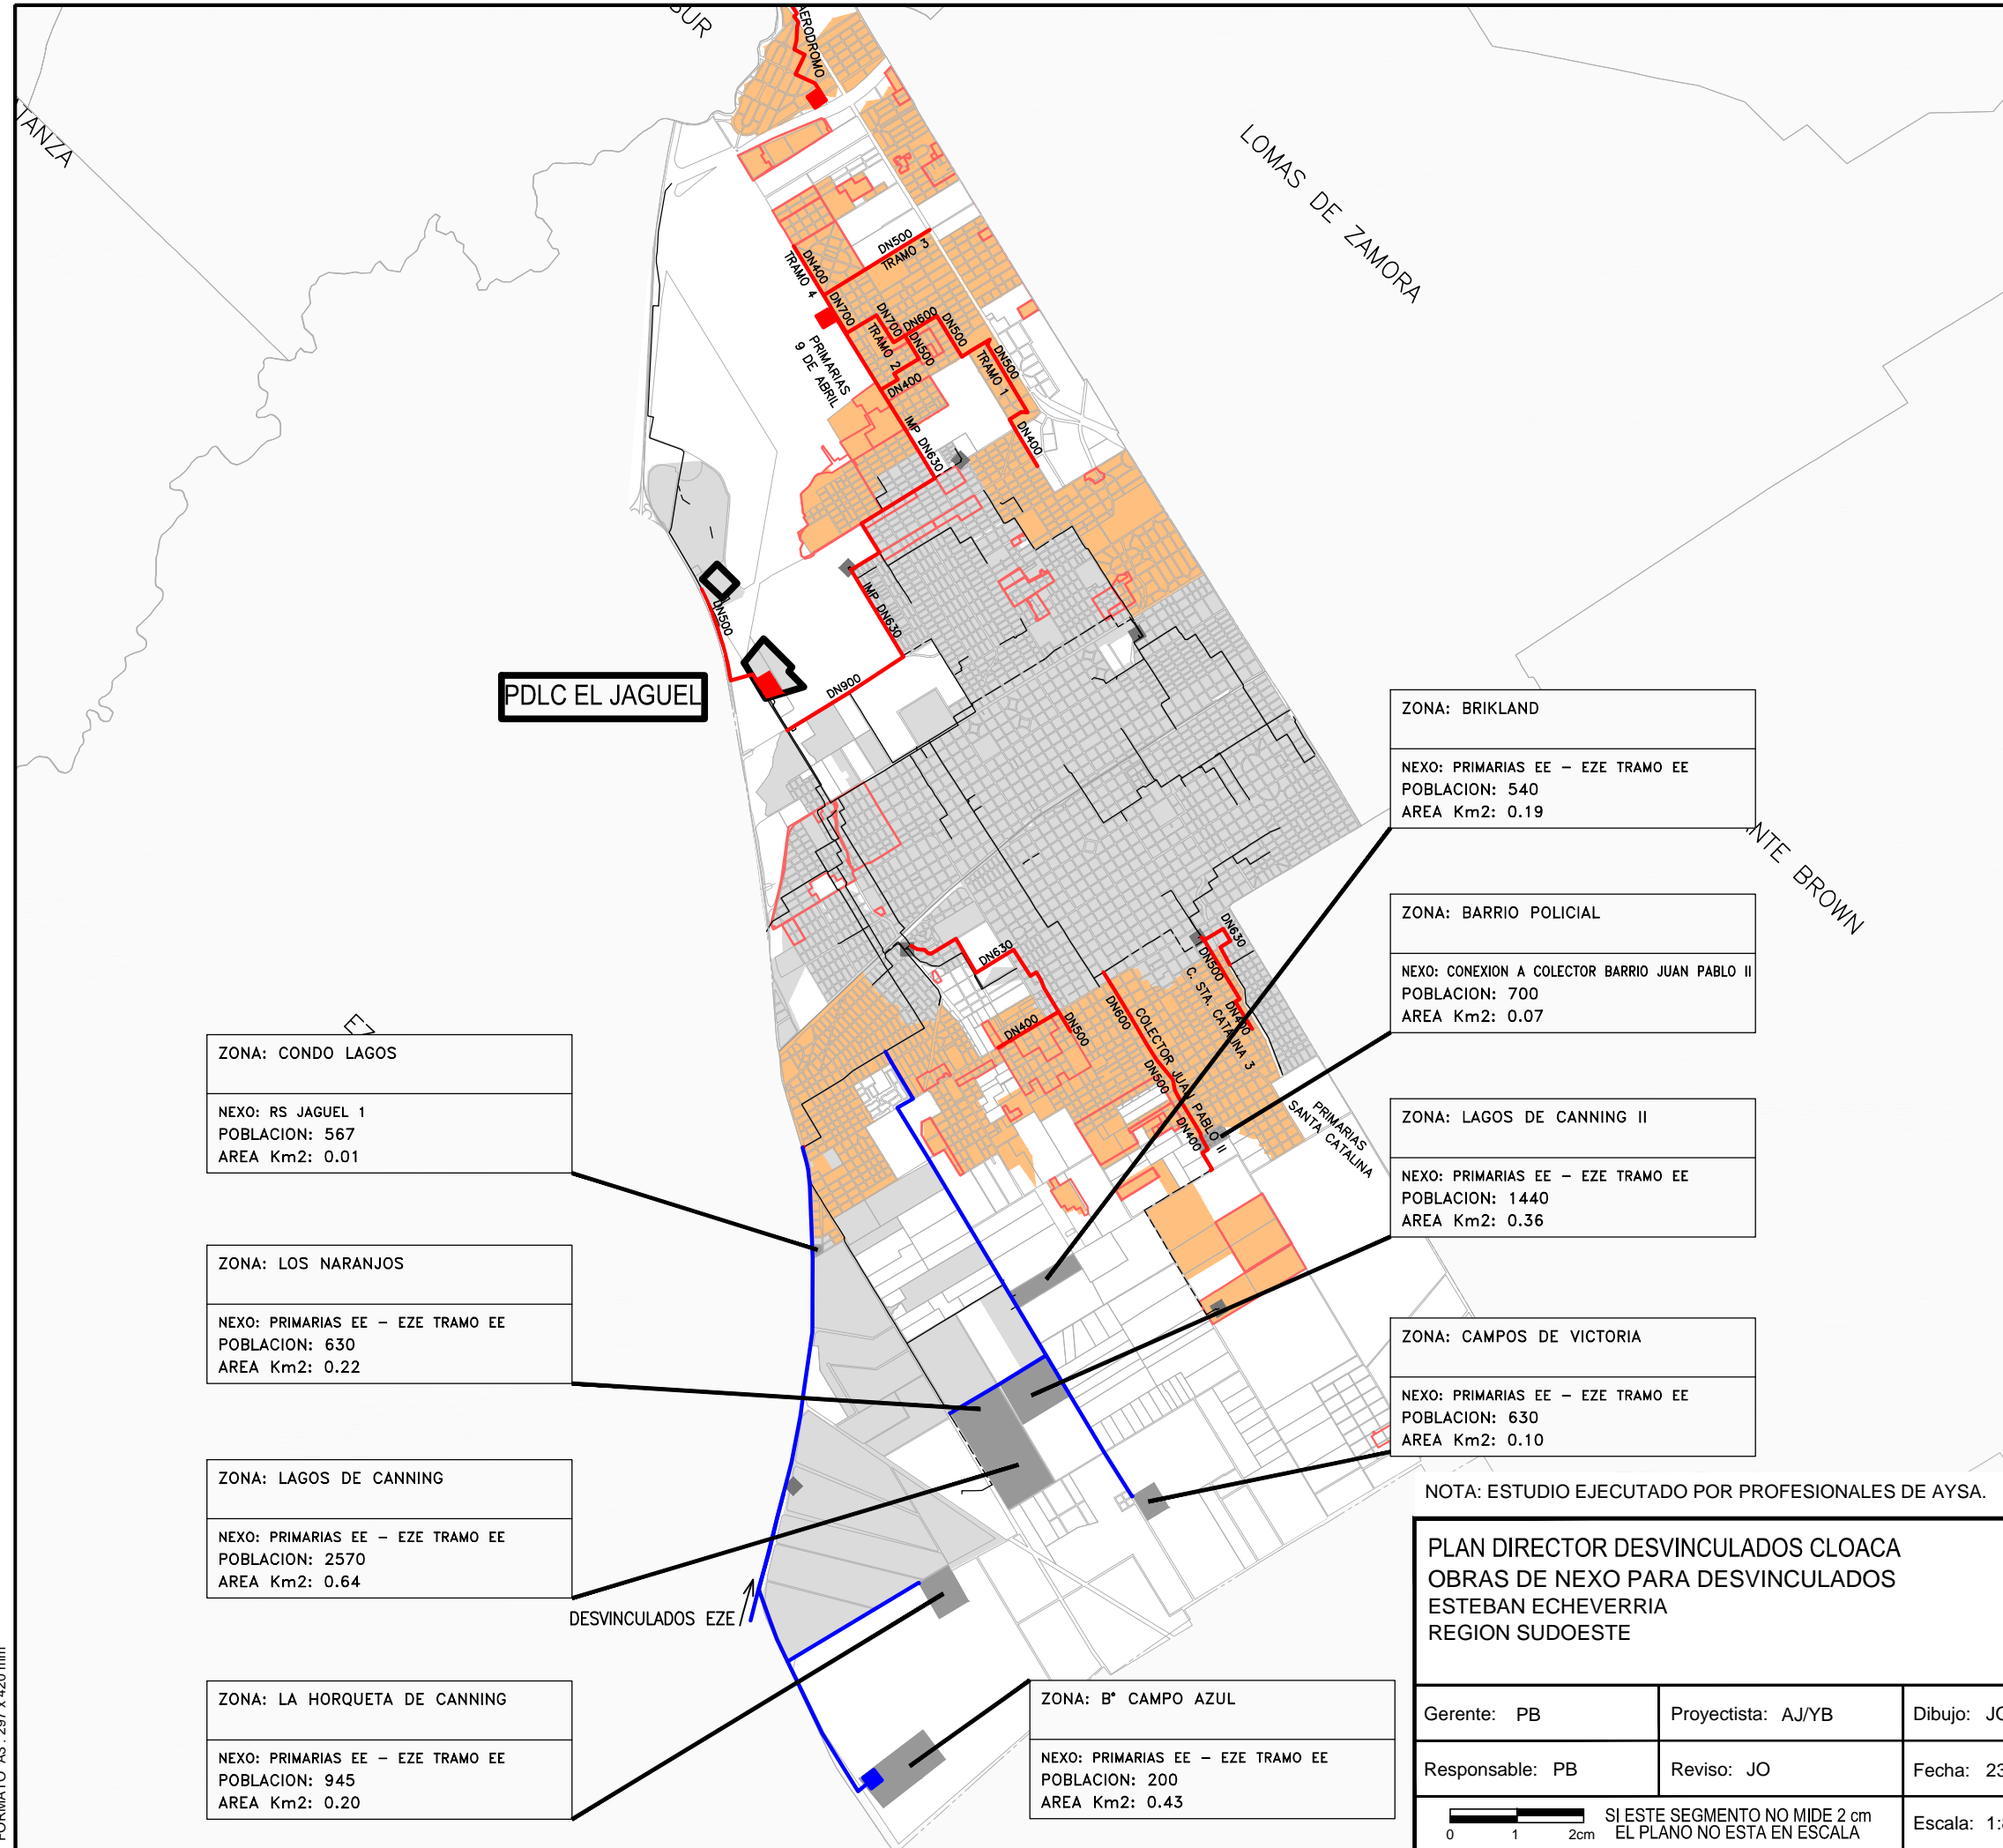 SUR
AERODROMO
LOMAS DE ZAMORA
DN500
TRAMO 3
DN400
TRAMO 4
DN700
DN700
DN600
TRAMO 2
DN500
DN500
DN500
TRAMO 1
PRIMARIAS
9 DE ABRIL
DN400
IMP DN630
DN400
IMP DN630
DN500
DN900
PDLC EL JAGUEL
ZONA: BRIKLAND
NEXO: PRIMARIAS EE – EZE TRAMO EE
POBLACION: 540
AREA Km2: 0.19
BROWN
ZONA: BARRIO POLICIAL
NEXO: CONEXION A COLECTOR BARRIO JUAN PABLO II
POBLACION: 700
AREA Km2: 0.07
DN630
DN630
DN500
C. STA. CATALINA 3
DN400
DN400
DN500
DN600
COLECTOR JUAN PABLO II
DN500
DN400
PRIMARIAS
SANTA CATALINA
ZONA: CONDO LAGOS
NEXO: RS JAGUEL 1
POBLACION: 567
AREA Km2: 0.01
ZONA: LAGOS DE CANNING II
NEXO: PRIMARIAS EE – EZE TRAMO EE
POBLACION: 1440
AREA Km2: 0.36
ZONA: LOS NARANJOS
NEXO: PRIMARIAS EE – EZE TRAMO EE
POBLACION: 630
AREA Km2: 0.22
ZONA: CAMPOS DE VICTORIA
NEXO: PRIMARIAS EE – EZE TRAMO EE
POBLACION: 630
AREA Km2: 0.10
ZONA: LAGOS DE CANNING
NEXO: PRIMARIAS EE – EZE TRAMO EE
POBLACION: 2570
AREA Km2: 0.64
DESVINCULADOS EZE
ZONA: LA HORQUETA DE CANNING
NEXO: PRIMARIAS EE – EZE TRAMO EE
POBLACION: 945
AREA Km2: 0.20
ZONA: B° CAMPO AZUL
NEXO: PRIMARIAS EE – EZE TRAMO EE
POBLACION: 200
AREA Km2: 0.43
NOTA: ESTUDIO EJECUTADO POR PROFESIONALES DE AYSA.
PLAN DIRECTOR DESVINCULADOS CLOACA
OBRAS DE NEXO PARA DESVINCULADOS
ESTEBAN ECHEVERRIA
REGION SUDOESTE
Gerente: PB
Proyectista: AJ/YB
Dibujo:
Responsable: PB
Reviso: JO
Fecha: 23
0 1 2cm
SI ESTE SEGMENTO NO MIDE 2 cm
EL PLANO NO ESTA EN ESCALA
Escala:
FORMATO A3 : 297 x 420 mm